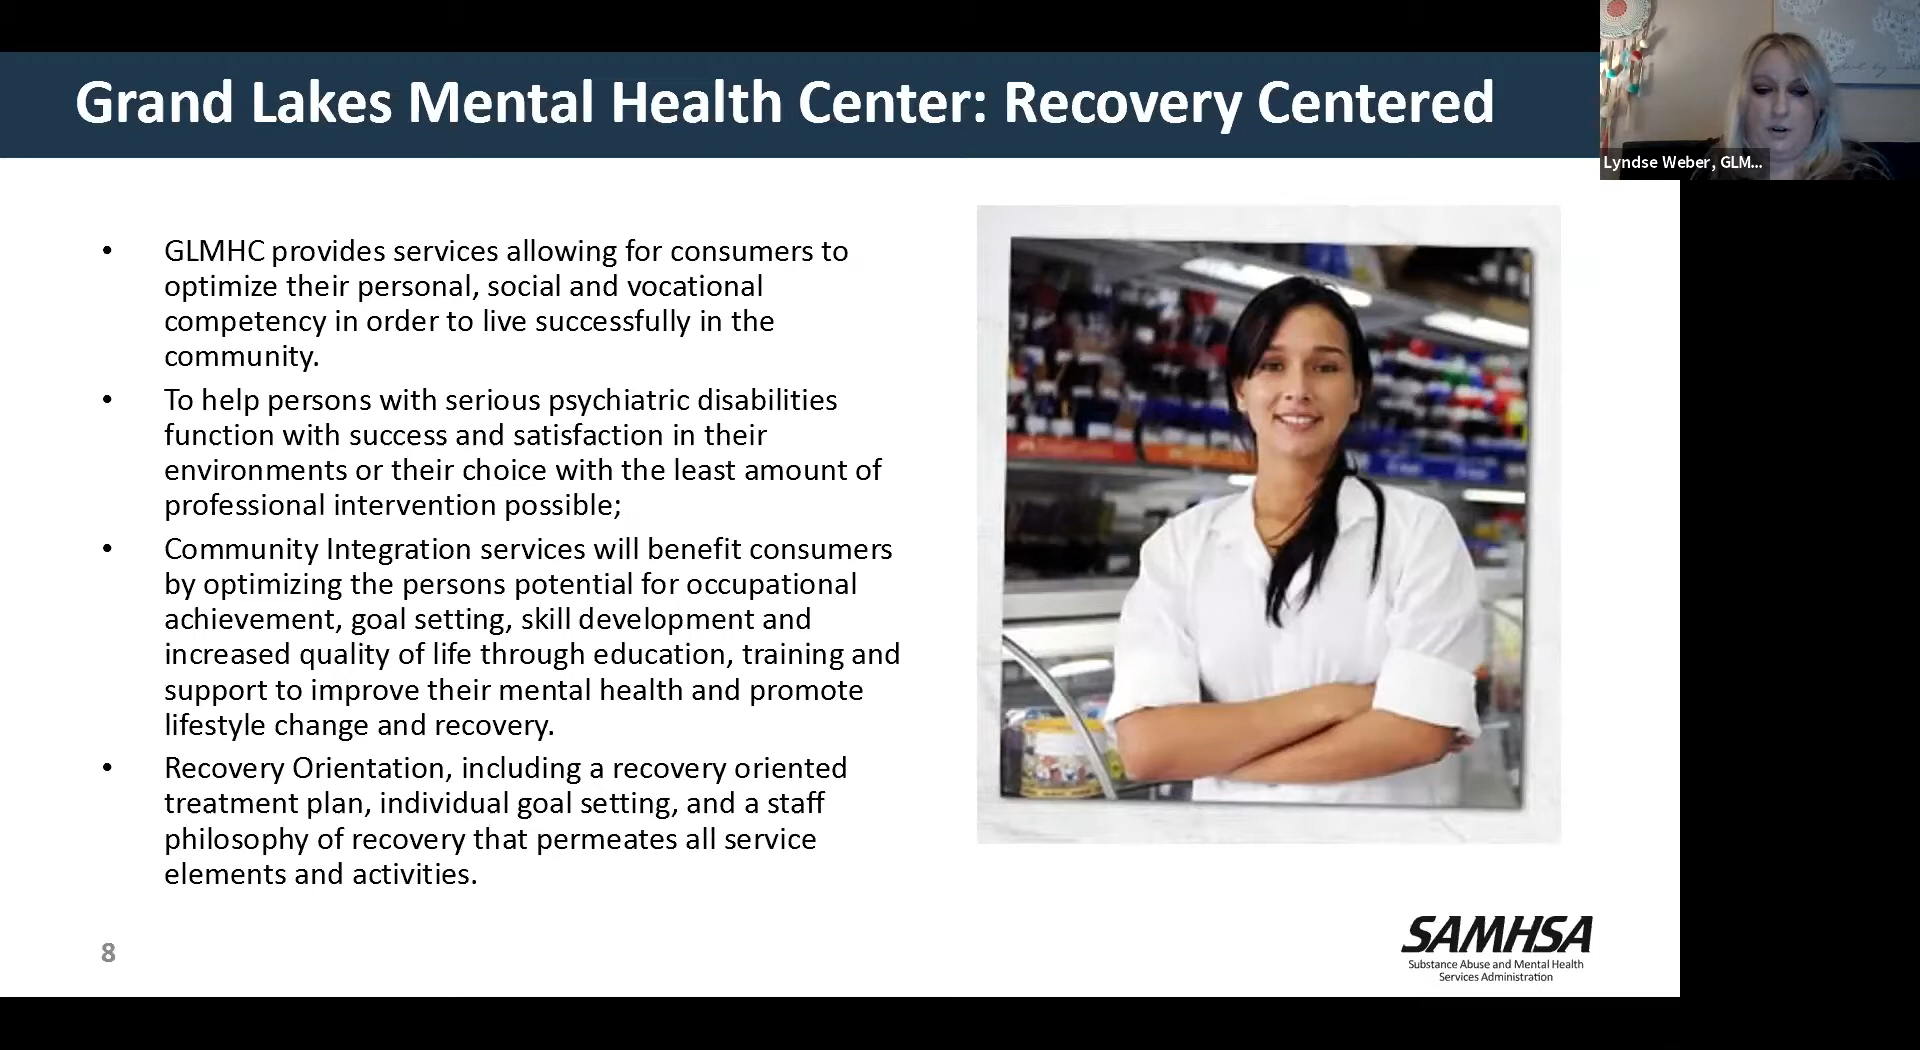 Grand Lakes Mental Health Center: Recovery Centered
Lyndse Weber, GLM...
• GLMHC provides services allowing for consumers to
optimize their personal, social and vocational
competency in order to live successfully in the
community.
• To help persons with serious psychiatric disabilities
function with success and satisfaction in their
environments or their choice with the least amount of
professional intervention possible;
• Community Integration services will benefit consumers
by optimizing the persons potential for occupational
achievement, goal setting, skill development and
increased quality of life through education, training and
support to improve their mental health and promote
lifestyle change and recovery.
• Recovery Orientation, including a recovery oriented
treatment plan, individual goal setting, and a staff
philosophy of recovery that permeates all service
elements and activities.
8
SAMHSA
Substance Abuse and Mental Health
Services Administration